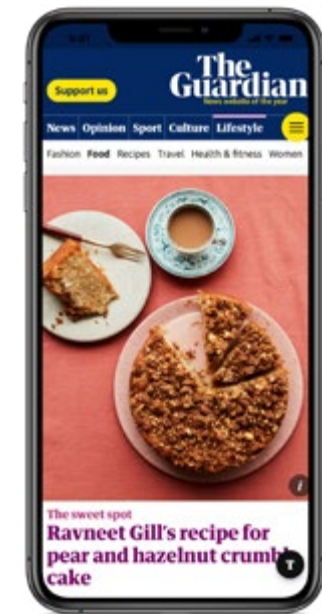 Support us
The
Guardian
News website of the year
News Opinion Sport Culture Lifestyle
Fashion Food Recipes Travel Health & fitness Women
i
The sweet spot
Ravneet Gill's recipe for
pear and hazelnut crumble
cake
T